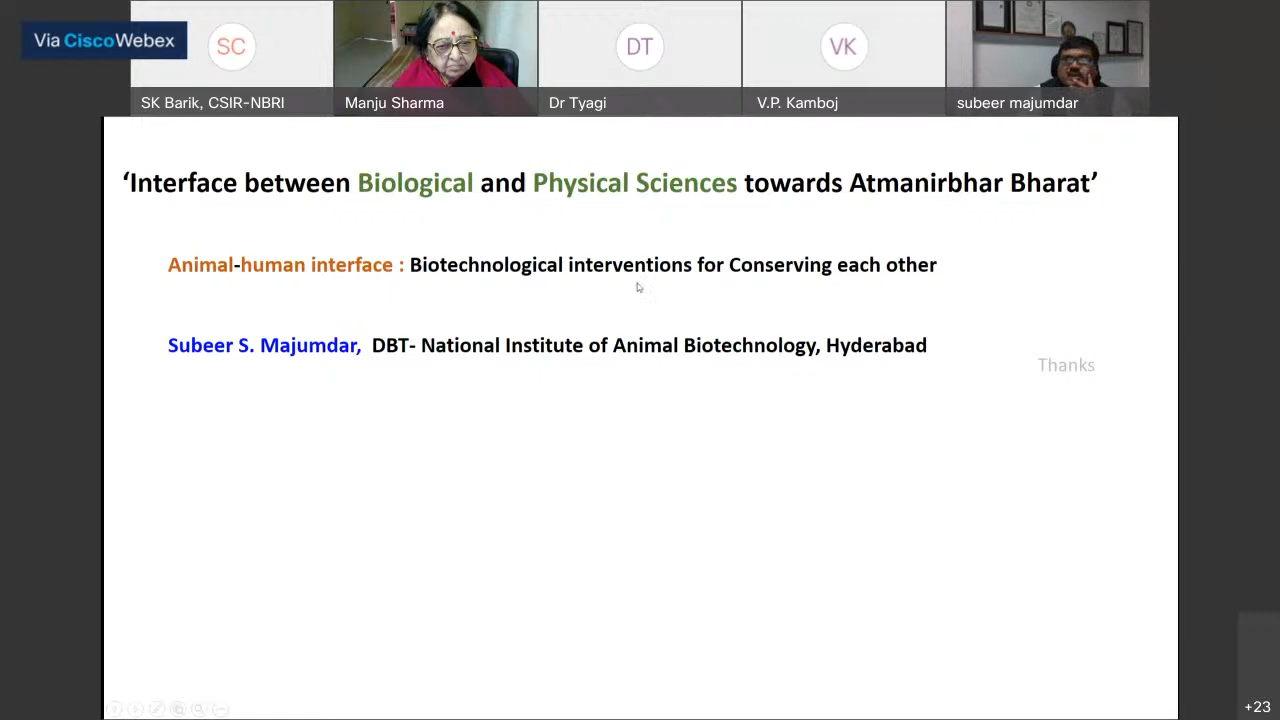 Via CiscoWebex
SC
DT
VK
SK Barik, CSIR-NBRI
Manju Sharma
Dr Tyagi
V.P. Kamboj
subeer majumdar
‘Interface between Biological and Physical Sciences towards Atmanirbhar Bharat’
Animal-human interface : Biotechnological interventions for Conserving each other
Subeer S. Majumdar, DBT- National Institute of Animal Biotechnology, Hyderabad
Thanks
+23